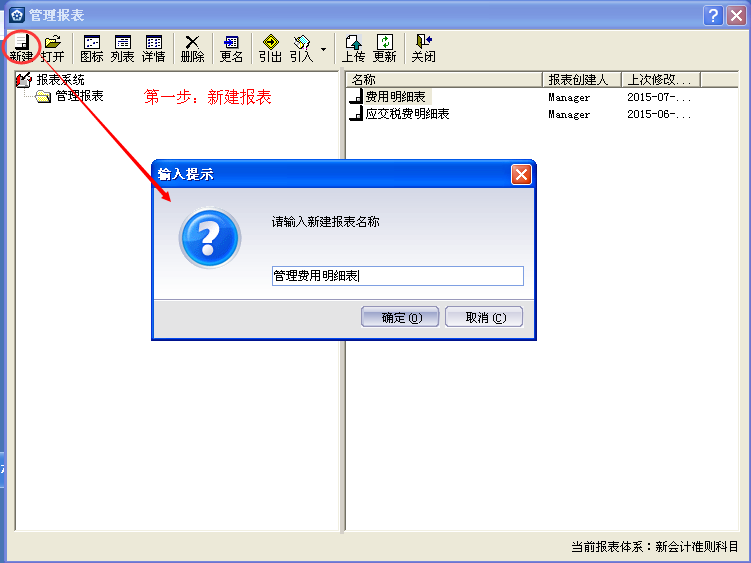 管理报表
新建 打开 图标 列表 详情 删除 更名 引出 引入 上传 更新 关闭
报表系统
管理报表
第一步：新建报表
名称 报表创建人 上次修改...
费用明细表 Manager 2015-07-...
应交税费明细表 Manager 2015-06-...
输入提示
请输入新建报表名称
管理费用明细表
确定(O) 取消(C)
当前报表体系：新会计准则科目